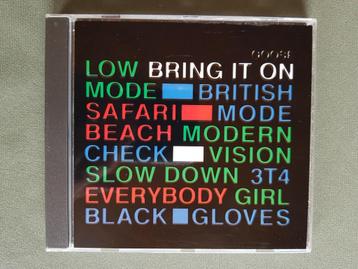 GOOSE
LOW BRING IT ON
MODE BRITISH
SAFARI MODE
BEACH MODERN
CHECK VISION
SLOW DOWN 3T4
EVERYBODY GIRL
BLACK GLOVES